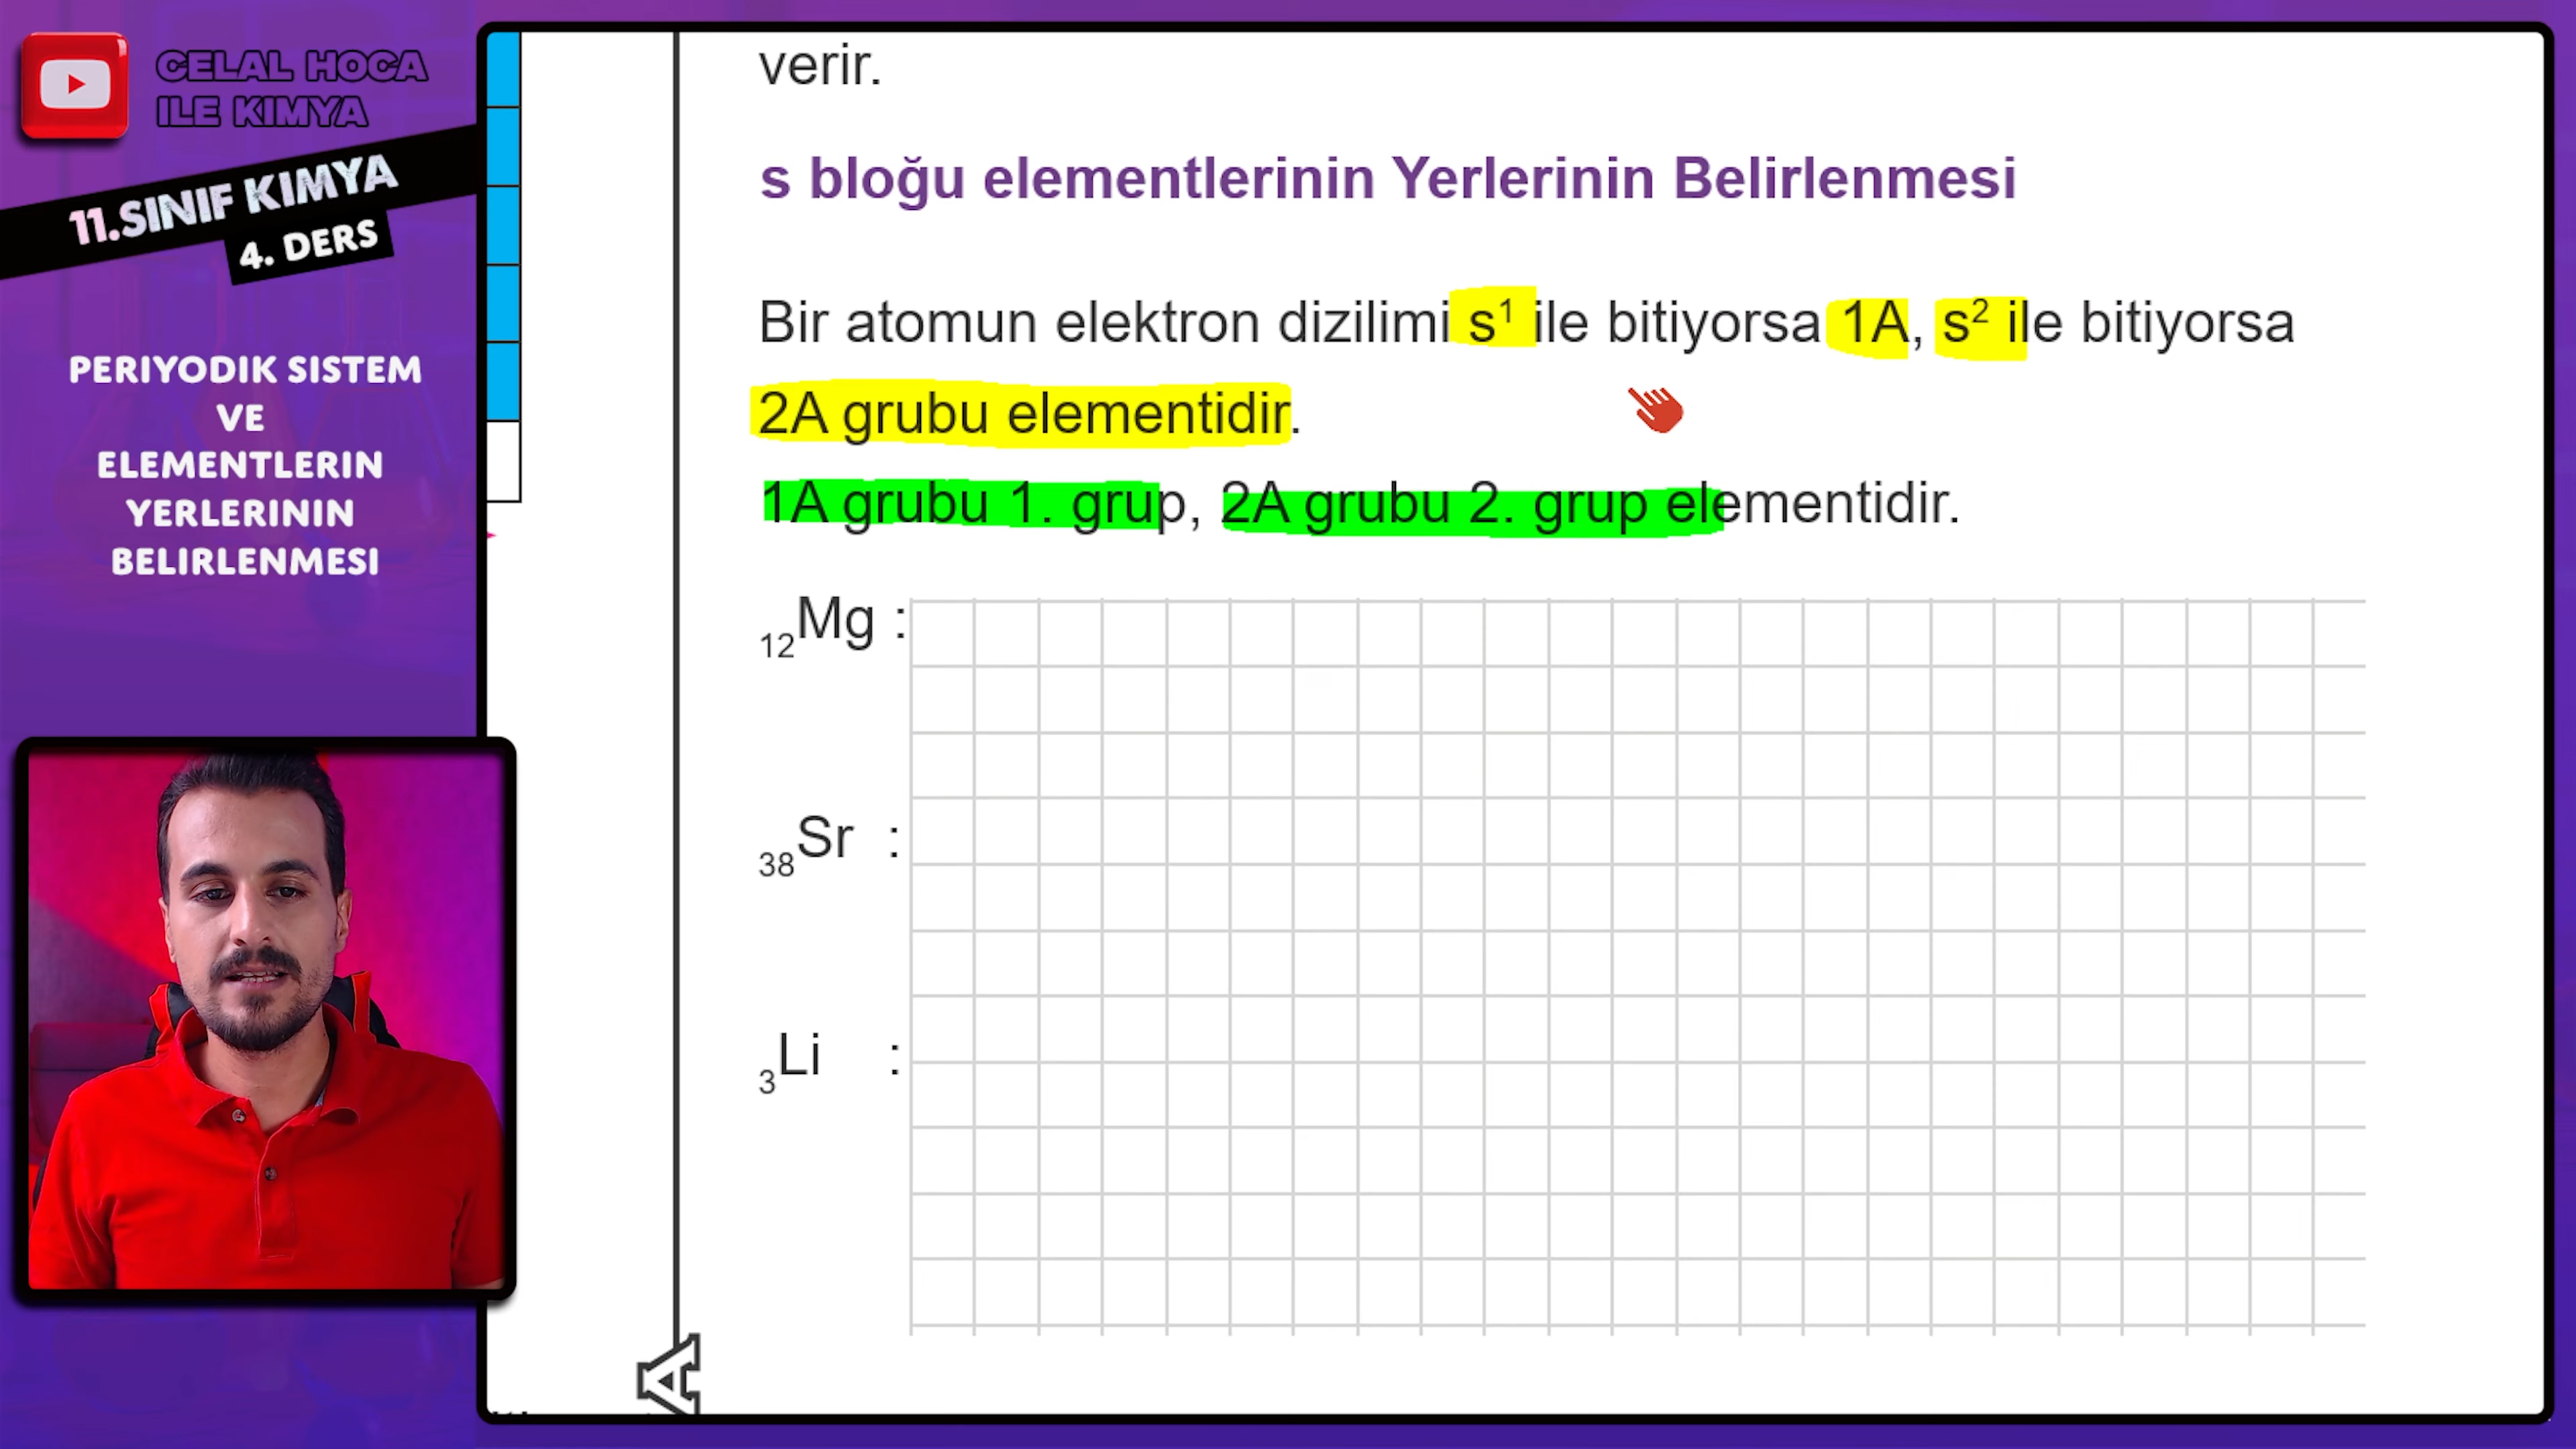 CELAL HOCA
ILE KIMYA
11.SINIF KIMYA
4. DERS
PERIYODIK SISTEM
VE
ELEMENTLERIN
YERLERININ
BELIRLENMESI
verir.
s bloğu elementlerinin Yerlerinin Belirlenmesi
Bir atomun elektron dizilimi s¹ ile bitiyorsa 1A, s² ile bitiyorsa
2A grubu elementidir.
1A grubu 1. grup, 2A grubu 2. grup elementidir.
₁₂Mg :
₃₈Sr :
₃Li :
A